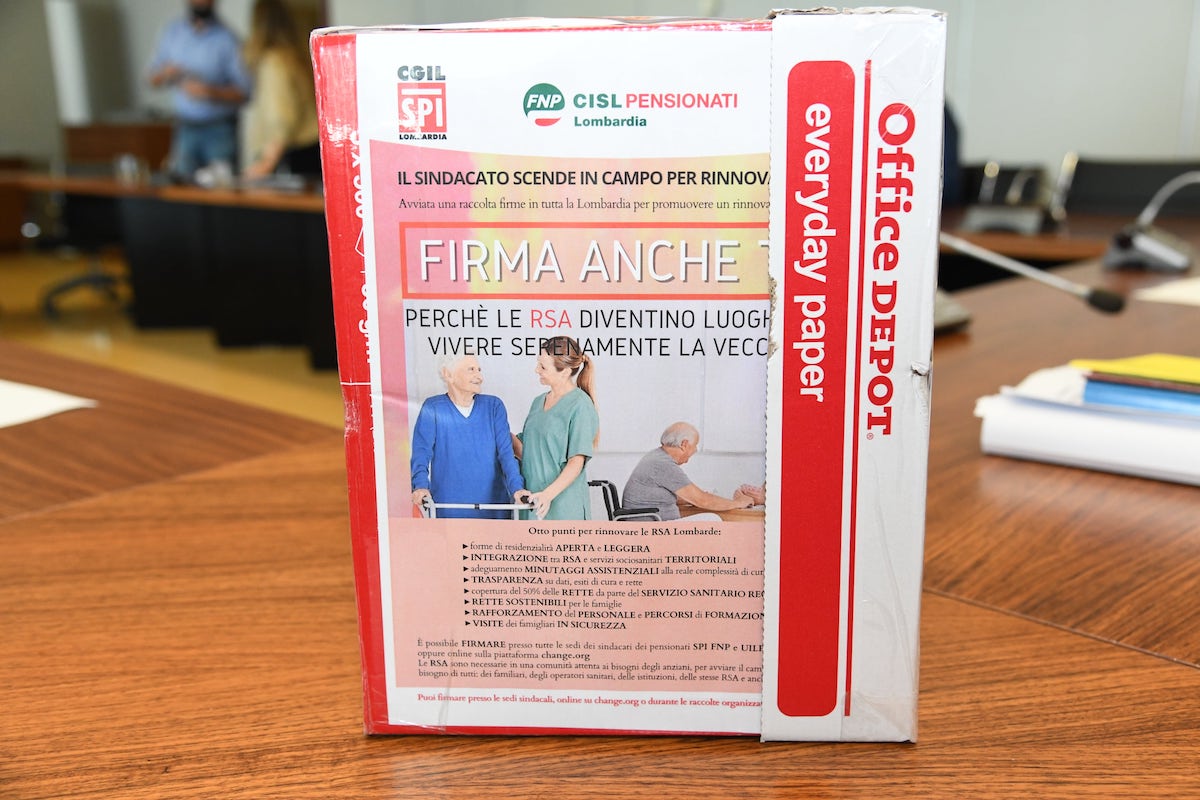 CGIL
SPI
LOMBARDIA
FNP
CISL PENSIONATI
Lombardia
IL SINDACATO SCENDE IN CAMPO PER RINNOVA
Avviata una raccolta firme in tutta la Lombardia per promuovere un rinnova
FIRMA ANCHE
PERCHÈ LE RSA DIVENTINO LUOGH
VIVERE SERENAMENTE LA VECC
Otto punti per rinnovare le RSA Lombarde:
►forme di residenzialità APERTA e LEGGERA
►INTEGRAZIONE tra RSA e servizi sociosanitari TERRITORIALI
►adeguamento MINUTAGGI ASSISTENZIALI alla reale complessità di cur
►TRASPARENZA su dati, esiti di cura e rette
►copertura del 50% delle RETTE da parte del SERVIZIO SANITARIO REG
►RETTE SOSTENIBILI per le famiglie
►RAFFORZAMENTO del PERSONALE e PERCORSI di FORMAZION
►VISITE dei famigliari IN SICUREZZA
È possibile FIRMARE presso tutte le sedi dei sindacati dei pensionati SPI FNP e UILP
oppure online sulla piattaforma change.org
Le RSA sono necessarie in una comunità attenta ai bisogni degli anziani, per avviare il cam
bisogno di tutti: dei familiari, degli operatori sanitari, delle istituzioni, delle stesse RSA e anc
Puoi firmare presso le sedi sindacali, online su change.org o durante le raccolte organizza
Office DEPOT®
everyday paper